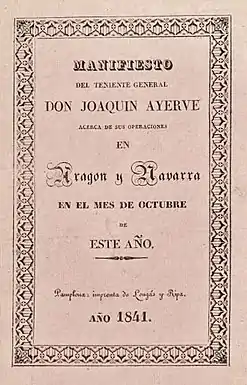 MANIFIESTO
DEL TENIENTE GENERAL
DON JOAQUIN AYERVE
ACERCA DE SUS OPERACIONES
EN
Aragon y Navarra
EN EL MES DE OCTUBRE
DE
ESTE AÑO.
Pamplona: imprenta de Longás y Ripa.
AÑO 1841.